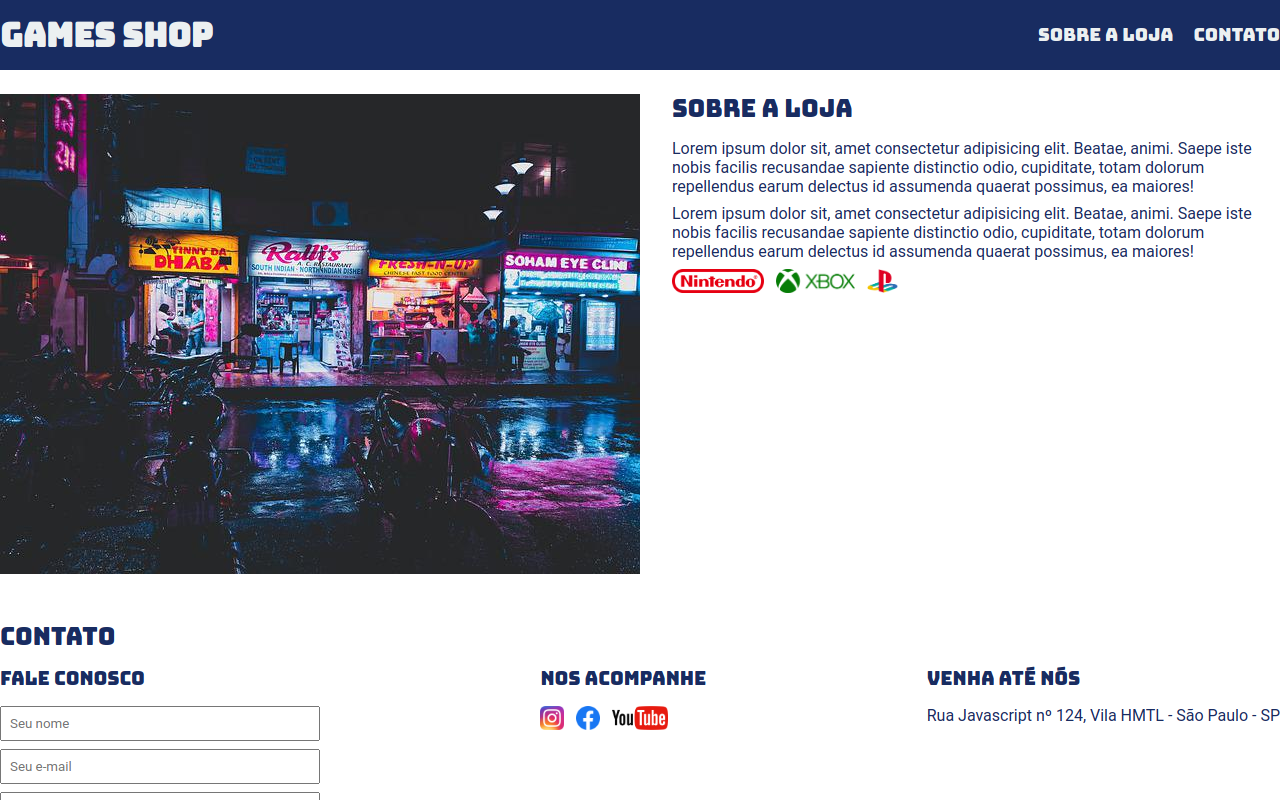 GAMES SHOP
SOBRE A LOJA
CONTATO
SOBRE A LOJA
Lorem ipsum dolor sit, amet consectetur adipisicing elit. Beatae, animi. Saepe iste
nobis facilis recusandae sapiente distinctio odio, cupiditate, totam dolorum
repellendus earum delectus id assumenda quaerat possimus, ea maiores!
Lorem ipsum dolor sit, amet consectetur adipisicing elit. Beatae, animi. Saepe iste
nobis facilis recusandae sapiente distinctio odio, cupiditate, totam dolorum
repellendus earum delectus id assumenda quaerat possimus, ea maiores!
Nintendo
XBOX
DHABA
Ralli's
A. C. RESTAURANT
SOUTH INDIAN · NORTH INDIAN DISHES
FRESH-N-UP
CHINESE FAST FOOD CENTRE
SOHAM EYE CLINI
CONTATO
FALE CONOSCO
Seu nome
Seu e-mail
NOS ACOMPANHE
YouTube
VENHA ATÉ NÓS
Rua Javascript nº 124, Vila HMTL - São Paulo - SP